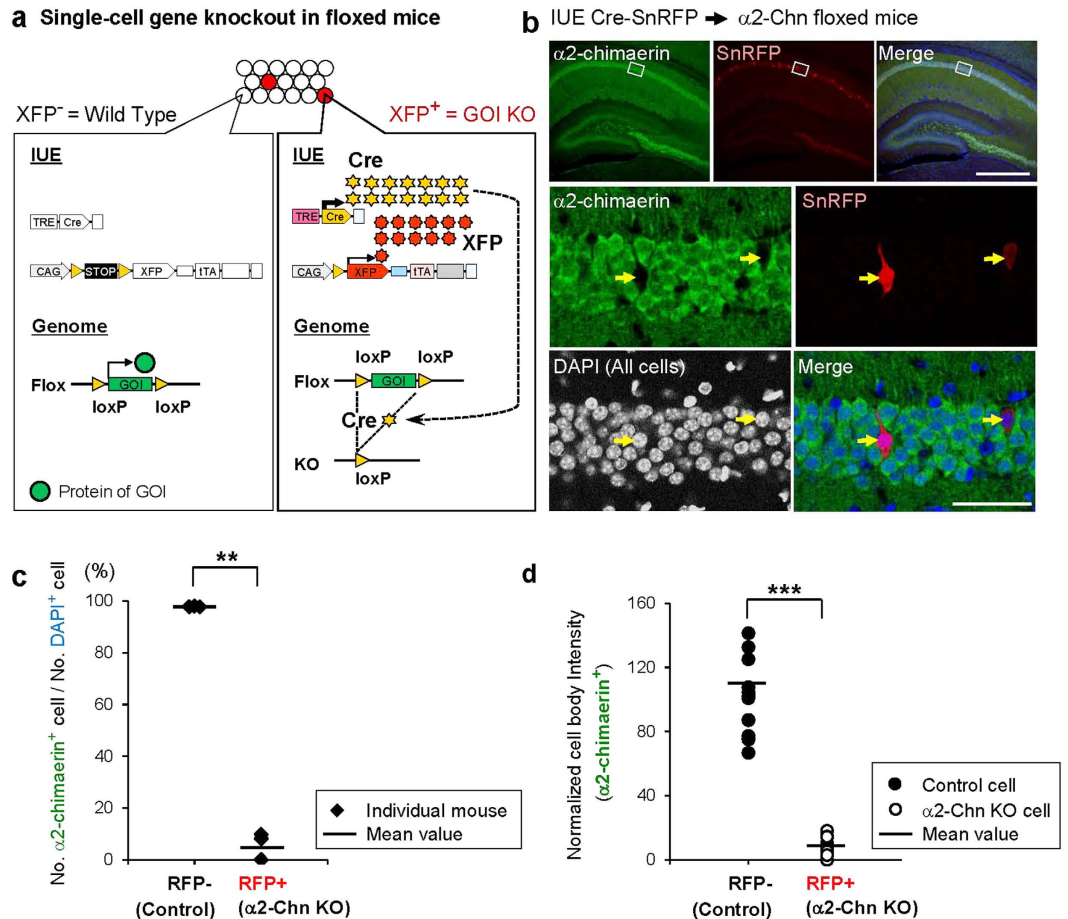 a Single-cell gene knockout in floxed mice
XFP⁻ = Wild Type
XFP⁺ = GOI KO
IUE
TRE Cre
CAG STOP XFP tTA
Genome
Flox GOI
loxP loxP
Protein of GOI
IUE
Cre
TRE Cre
XFP
CAG XFP tTA
Genome
loxP loxP
Flox GOI
Cre
KO
loxP
b IUE Cre-SnRFP → α2-Chn floxed mice
α2-chimaerin SnRFP Merge
α2-chimaerin SnRFP
DAPI (All cells) Merge
c
(%)
**
No. α2-chimaerin⁺ cell / No. DAPI⁺ cell
100
80
60
40
20
0
Individual mouse
Mean value
RFP- RFP+
(Control) (α2-Chn KO)
d
***
Normalized cell body Intensity
(α2-chimaerin⁺)
160
120
80
40
0
Control cell
α2-Chn KO cell
Mean value
RFP- RFP+
(Control) (α2-Chn KO)